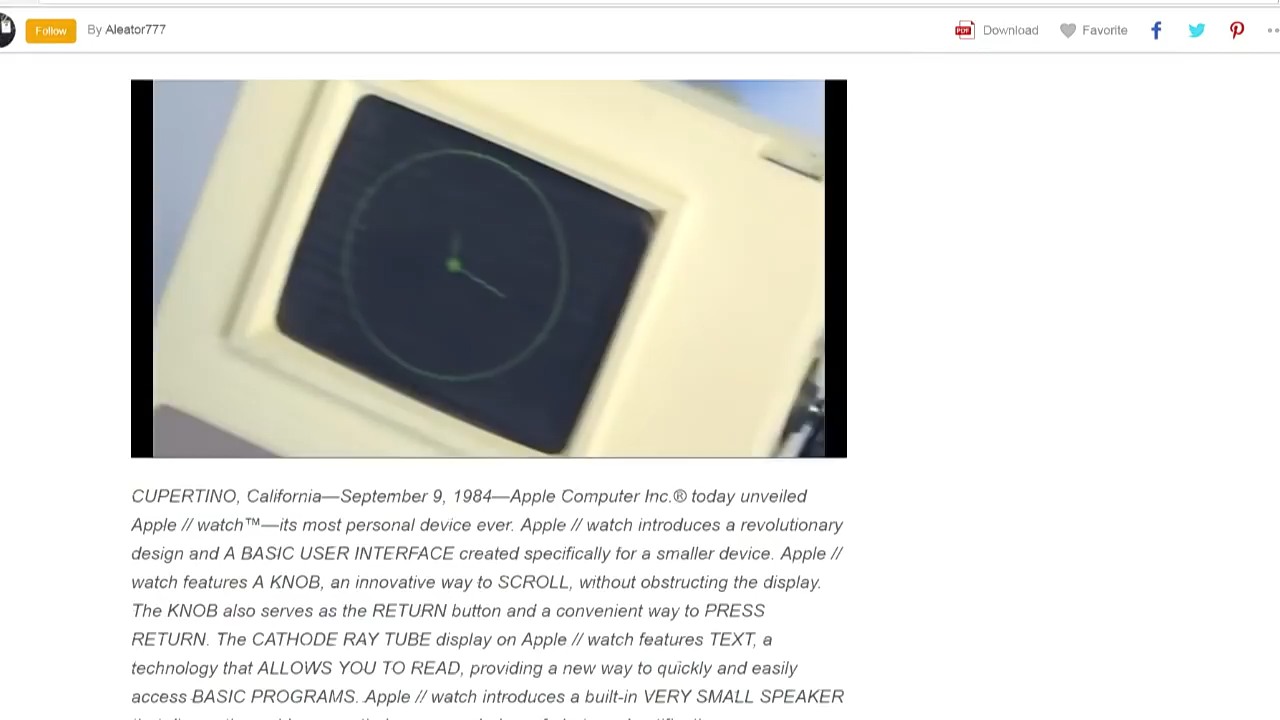 Follow
By Aleator777
PDF
Download
Favorite
CUPERTINO, California—September 9, 1984—Apple Computer Inc.® today unveiled
Apple // watch™—its most personal device ever. Apple // watch introduces a revolutionary
design and A BASIC USER INTERFACE created specifically for a smaller device. Apple //
watch features A KNOB, an innovative way to SCROLL, without obstructing the display.
The KNOB also serves as the RETURN button and a convenient way to PRESS
RETURN. The CATHODE RAY TUBE display on Apple // watch features TEXT, a
technology that ALLOWS YOU TO READ, providing a new way to quickly and easily
access BASIC PROGRAMS. Apple // watch introduces a built-in VERY SMALL SPEAKER